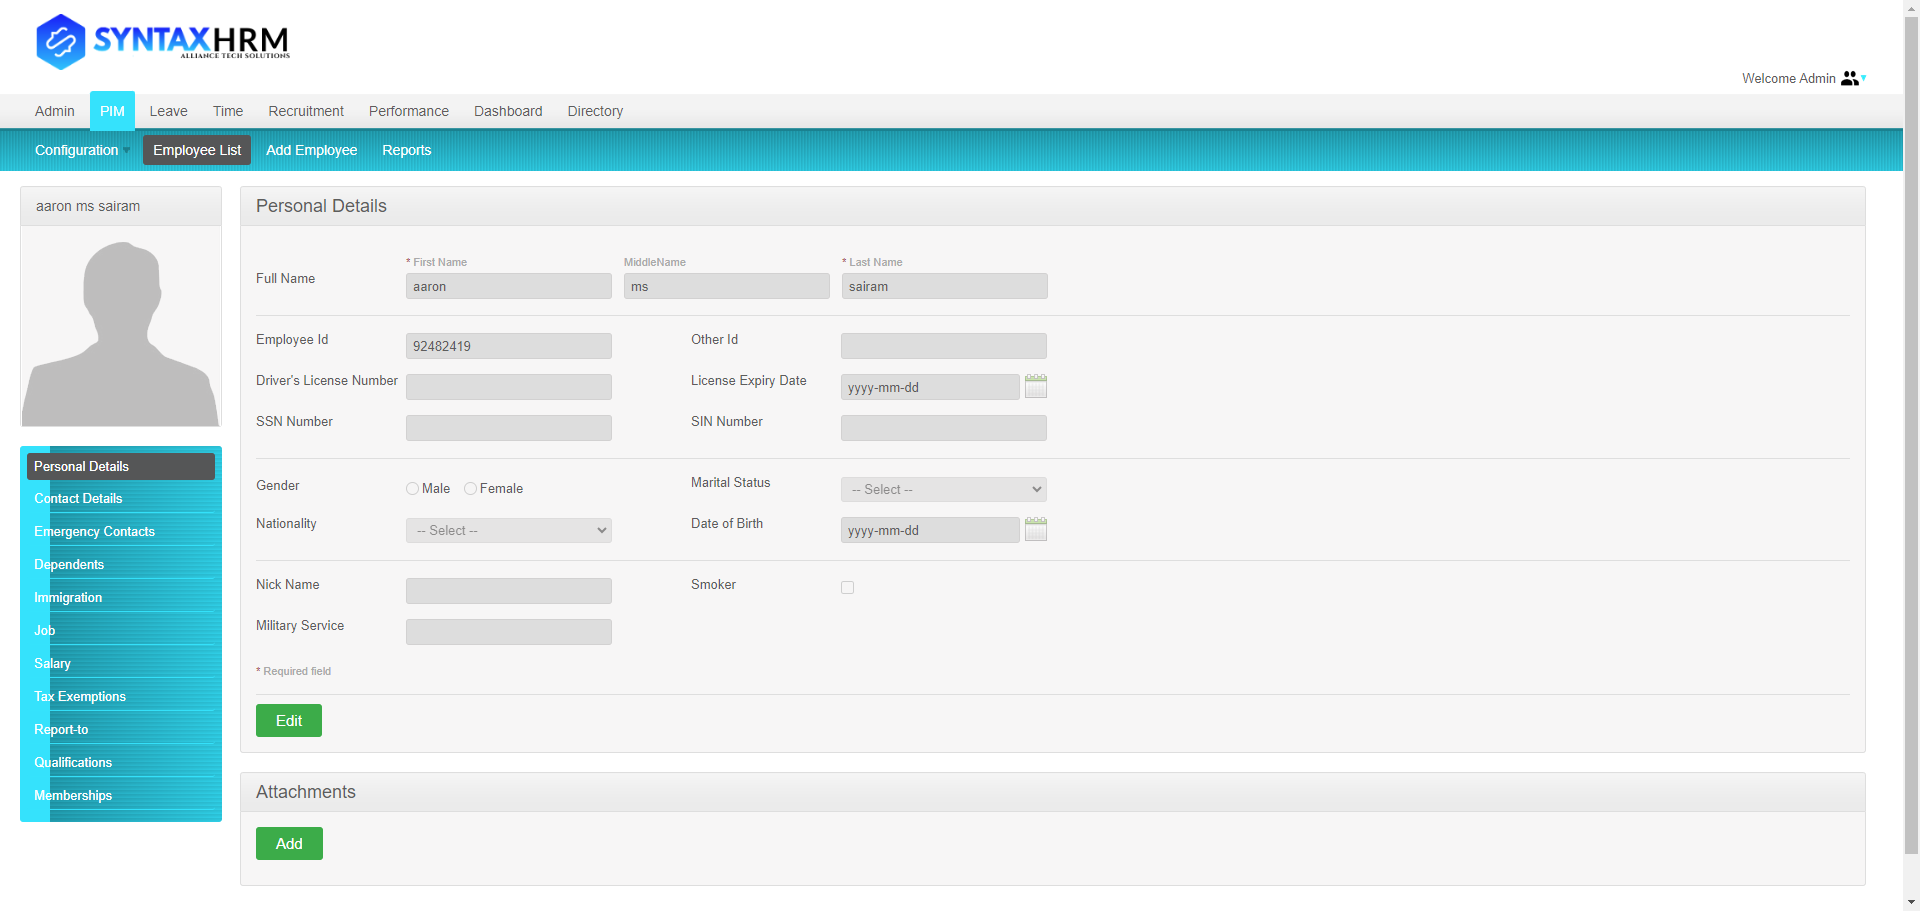 SYNTAXHRM
ALLIANCE TECH SOLUTIONS
Welcome Admin
Admin PIM Leave Time Recruitment Performance Dashboard Directory
Configuration Employee List Add Employee Reports
aaron ms sairam
Personal Details
Contact Details
Emergency Contacts
Dependents
Immigration
Job
Salary
Tax Exemptions
Report-to
Qualifications
Memberships
Personal Details
* First Name MiddleName * Last Name
Full Name aaron ms sairam
Employee Id 92482419 Other Id
Driver's License Number License Expiry Date yyyy-mm-dd
SSN Number SIN Number
Gender Male Female Marital Status -- Select --
Nationality -- Select -- Date of Birth yyyy-mm-dd
Nick Name Smoker
Military Service
* Required field
Edit
Attachments
Add